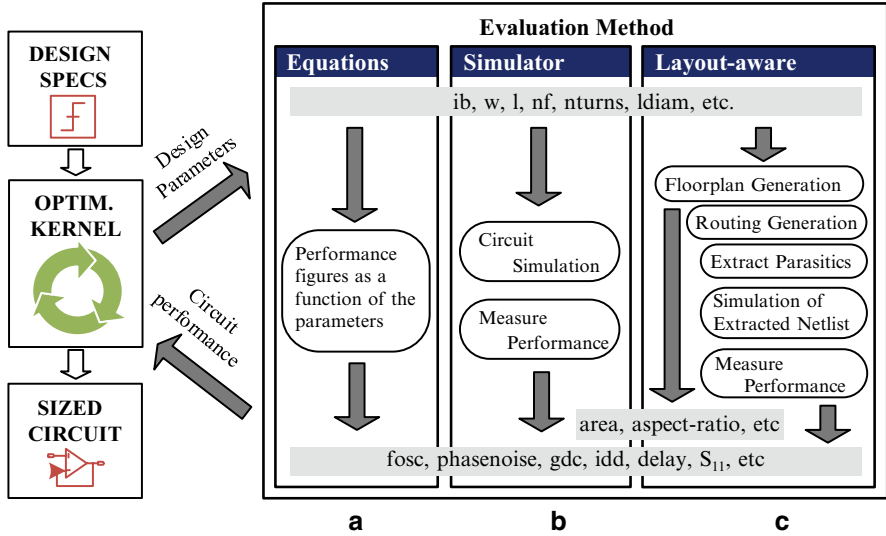 DESIGN
SPECS
OPTIM.
KERNEL
SIZED
CIRCUIT
Design
Parameters
Circuit
performance
Evaluation Method
Equations
Simulator
Layout-aware
ib, w, l, nf, nturns, ldiam, etc.
Performance
figures as a
function of the
parameters
Circuit
Simulation
Measure
Performance
Floorplan Generation
Routing Generation
Extract Parasitics
Simulation of
Extracted Netlist
Measure
Performance
area, aspect-ratio, etc
fosc, phasenoise, gdc, idd, delay, S11, etc
a
b
c